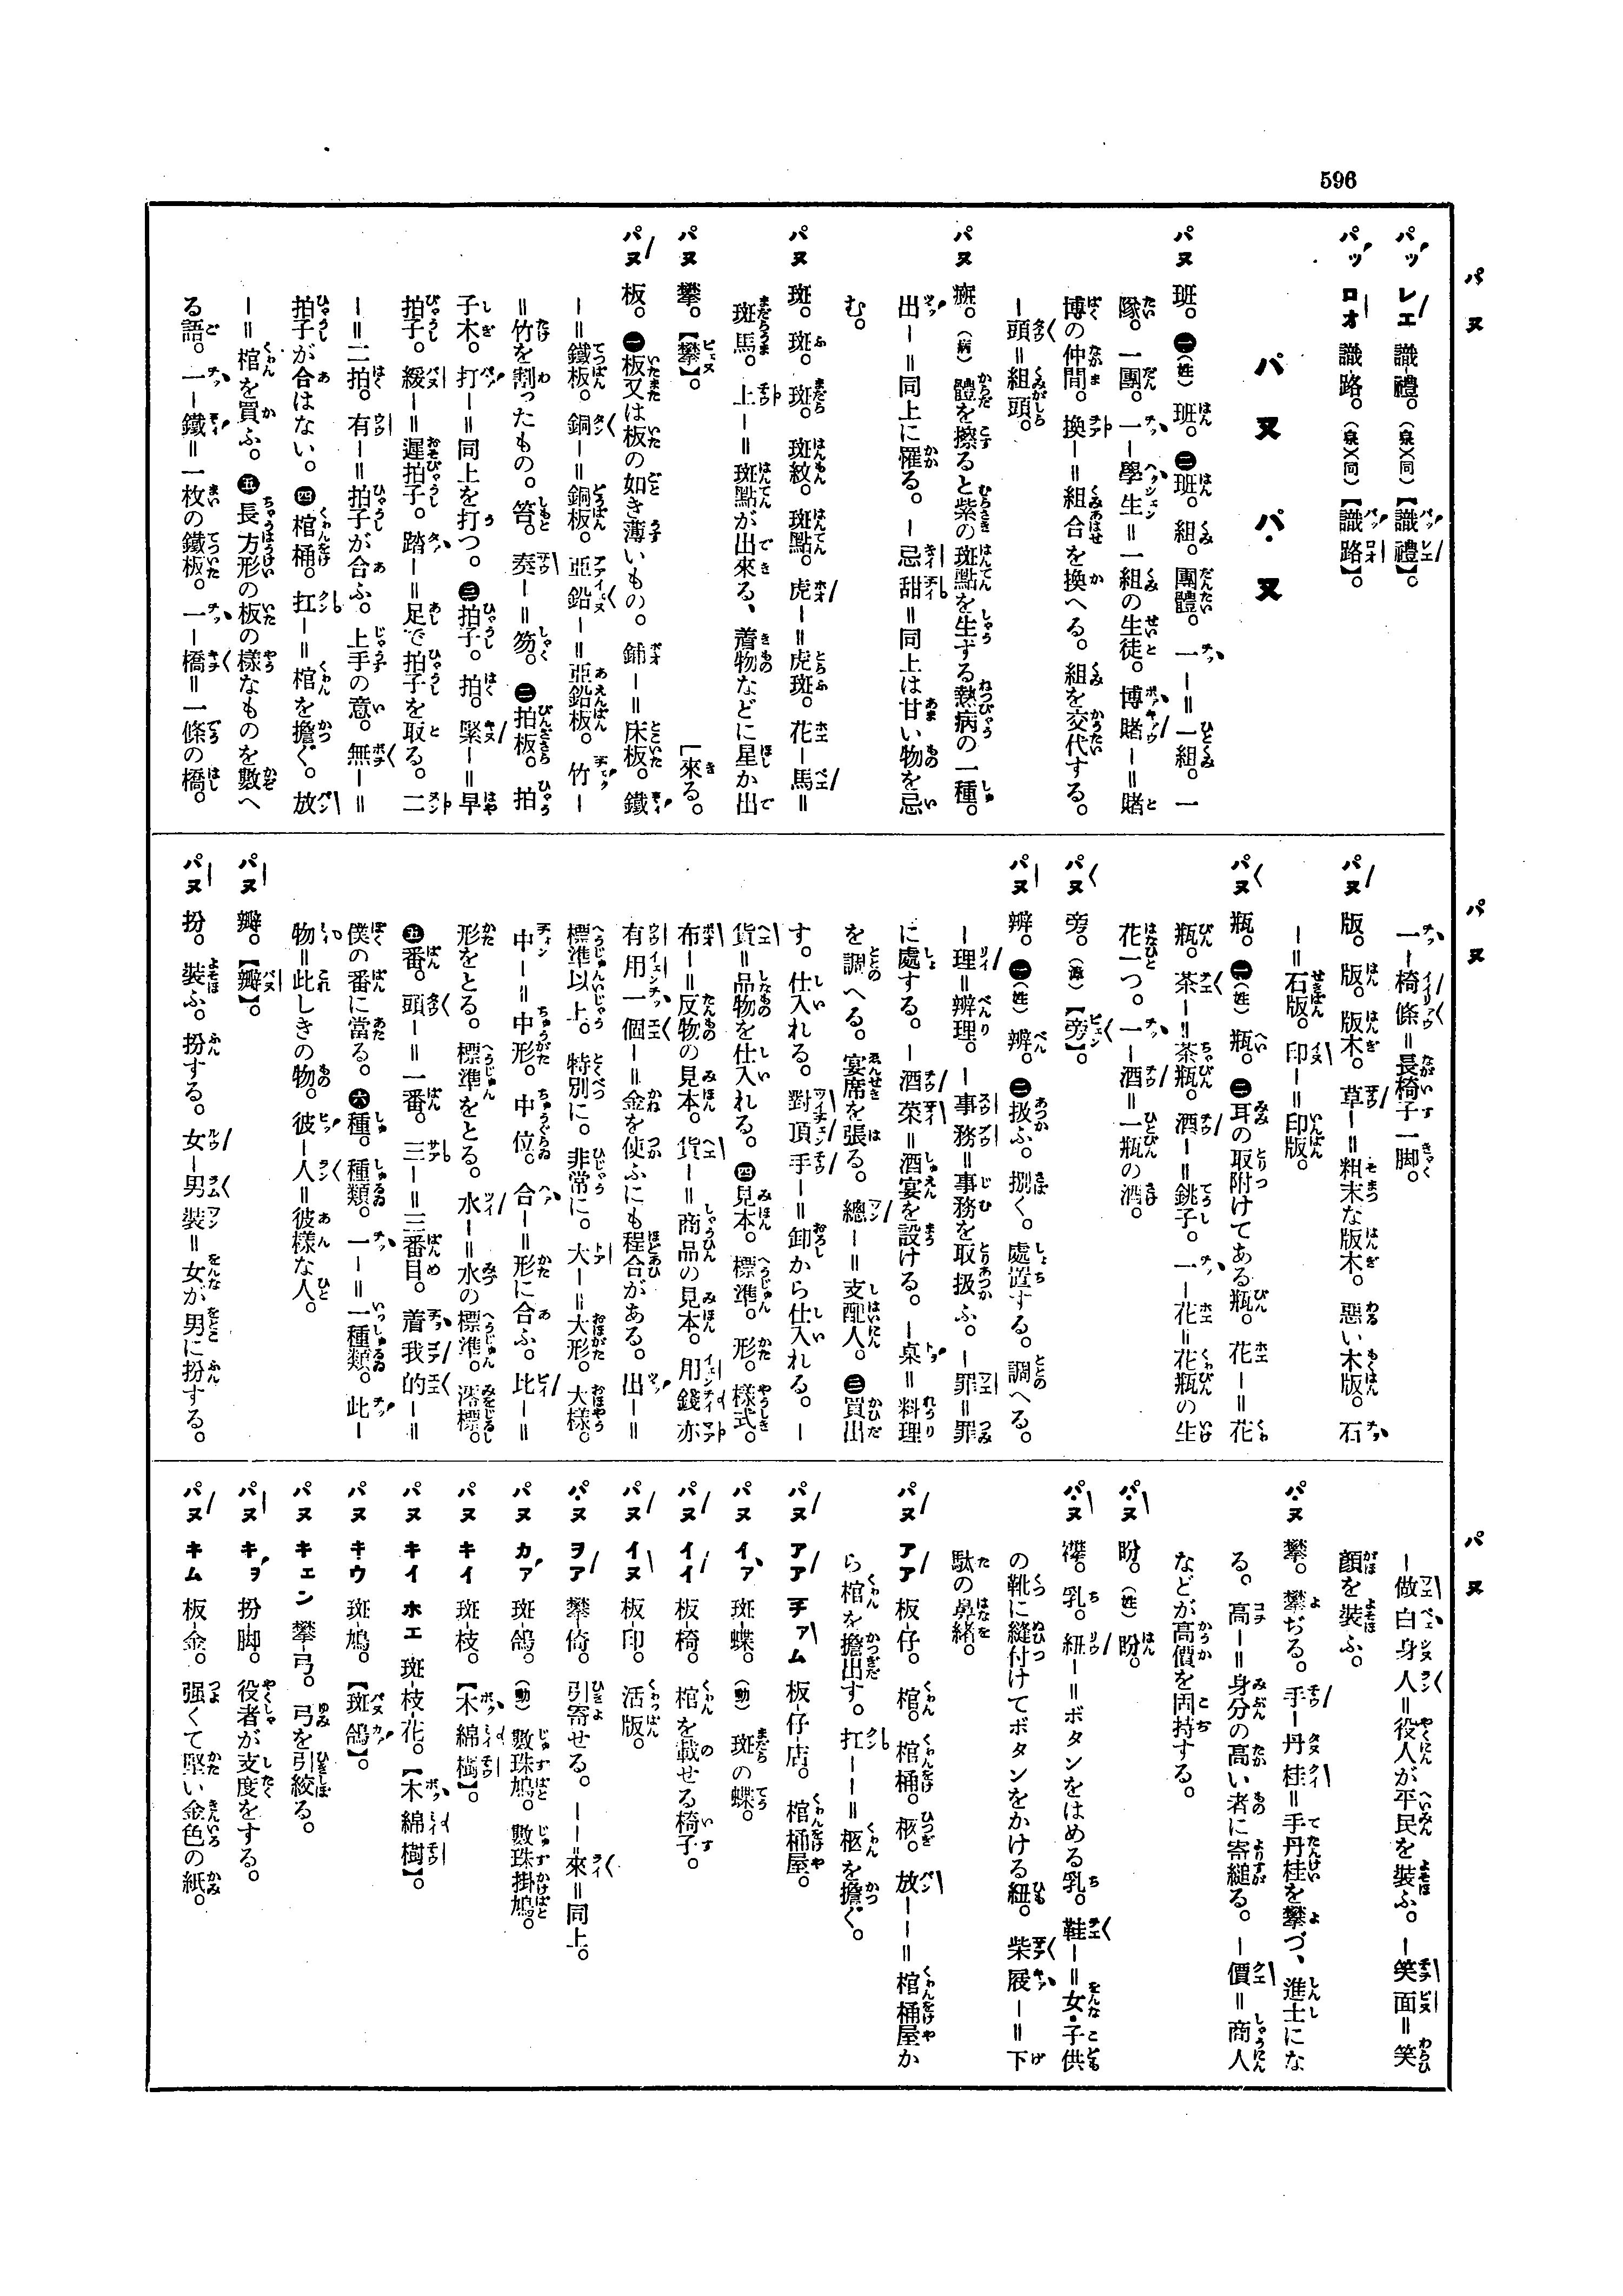 596
パヌ
パヌ
パヌ
パッ レエ 識-禮。(泉)(同)【識禮】。
パッ ロオ 識-路。(泉)(同)【識路】。
パヌ パ・ヌ
パヌ 班。㊀(姓) 班。㊁班。組。團體。一ー=一組。一
隊。一團。一ー學生=一組の生徒。博賭ー=賭
博の仲間。換ー=組合を換へる。組を交代する。
ー頭=組頭。
パヌ 癍。(病) 體を擦ると紫の斑點を生ずる熱病の一種。
出ー=同上に罹る。ー忌甜=同上は甘い物を忌
む。
パヌ 斑。斑。斑。斑紋。斑點。虎ー=虎斑。花ー馬=
斑馬。上ー=斑點が出來る、着物などに星か出
パヌ 攀。【攀】。 [來る。
パヌ 板。㊀板又は板の如き薄いもの。鋪ー=床板。鐵
ー=鐵板。銅ー=銅板。亞鉛ー=亞鉛板。竹ー
=竹を割ったもの。笞。奏ー=笏。㊁拍板。拍
子木。打ー=同上を打つ。㊂拍子。拍。緊ー=早
拍子。緩ー=遲拍子。踏ー=足で拍子を取る。二
ー=二拍。有ー=拍子が合ふ。上手の意。無ー=
拍子が合はない。㊃棺桶。扛ー=棺を擔ぐ。放
ー=棺を買ふ。㊄長方形の板の樣なものを數へ
る語。一ー鐵=一枚の鐵板。一ー橋=一條の橋。
一ー椅條=長椅子一脚。
パヌ 版。版。版木。草ー=粗末な版木。惡い木版。石
ー=石版。印ー=印版。
パヌ 瓶。㊀(姓) 瓶。㊁耳の取附けてある瓶。花ー=花
瓶。茶ー=茶瓶。酒ー=銚子。一ー花=花瓶の生
花一つ。一ー酒=一瓶の酒。
パヌ 旁。(漳)【旁】。
パヌ 辨。㊀(姓) 辨。㊁扱ふ。捌く。處置する。調へる。
ー理=辨理。ー事務=事務を取扱ふ。ー罪=罪
に處する。ー酒菜=酒宴を設ける。ー桌=料理
を調へる。宴席を張る。總ー=支配人。㊂買出
す。仕入れる。對頂手ー=卸から仕入れる。ー
貨=品物を仕入れる。㊃見本。標準。形。樣式。
布ー=反物の見本。貨ー=商品の見本。用錢亦
有用一個ー=金を使ふにも程合がある。出ー=
標準以上。特別に。非常に。大ー=大形。大樣。
中ー=中形。中位。合ー=形に合ふ。比ー=
形をとる。標準をとる。水ー=水の標準。澪標。
㊄番。頭ー=一番。三ー=三番目。着我的ー=
僕の番に當る。㊅種。種類。一ー=一種類。此ー
物=此しきの物。彼ー人=彼樣な人。
パヌ 瓣。【瓣】。
パヌ 扮。裝ふ。扮する。女ー男裝=女が男に扮する。
ー做白身人=役人が平民を裝ふ。ー笑面=笑
顏を裝ふ。
パ・ヌ 攀。攀ぢる。手ー丹桂=手丹桂を攀づ、進士にな
る。高ー=身分の高い者に寄縋る。ー價=商人
などが高價を固持する。
パ・ヌ 盼。(姓) 盼。
パ・ヌ 襻。乳。紐ー=ボタンをはめる乳。鞋ー=女・子供
の靴に縫付けてボタンをかける紐。柴屐ー=下
駄の鼻緒。
パヌ アア 板-仔。棺。棺桶。柩。放ーー=棺桶屋か
ら棺を擔出す。扛ーー=柩を擔ぐ。
パヌ アア チァム 板-仔-店。棺桶屋。
パヌ イァ 斑-蝶。(動) 斑の蝶。
パヌ イイ 板-椅。棺を載せる椅子。
パヌ イヌ 板-印。活版。
パ・ヌ ヲア 攀-倚。引寄せる。ーー來=同上。
パヌ カァ 斑-鴿。(動) 數珠鳩。數珠掛鳩。
パヌ キイ 斑-枝。【木綿樹】。
パヌ キイ ホエ 斑-枝-花。【木綿樹】。
パヌ キ・ウ 斑-鳩。【斑鴿】。
パヌ キェン 攀-弓。弓を引絞る。
パヌ キ・ヲ 扮-脚。役者が支度をする。
パヌ キム 板-金。强くて堅い金色の紙。